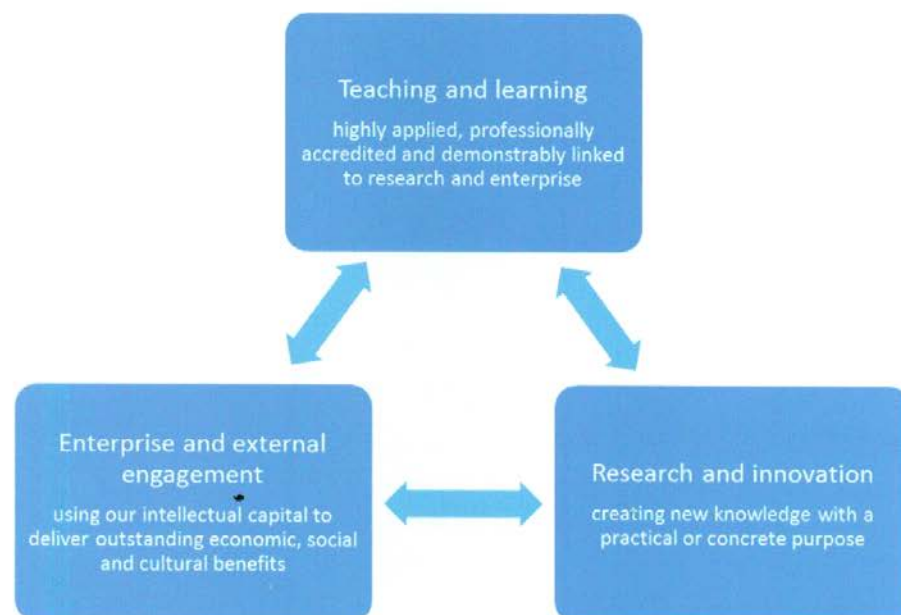 Teaching and learning
highly applied, professionally
accredited and demonstrably linked
to research and enterprise
Enterprise and external
engagement
using our intellectual capital to
deliver outstanding economic, social
and cultural benefits
Research and innovation
creating new knowledge with a
practical or concrete purpose